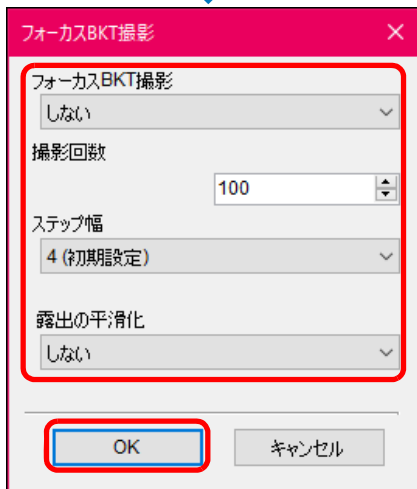 フォーカスBKT撮影
フォーカスBKT撮影
しない
撮影回数
100
ステップ幅
4 (初期設定)
露出の平滑化
しない
OK
キャンセル